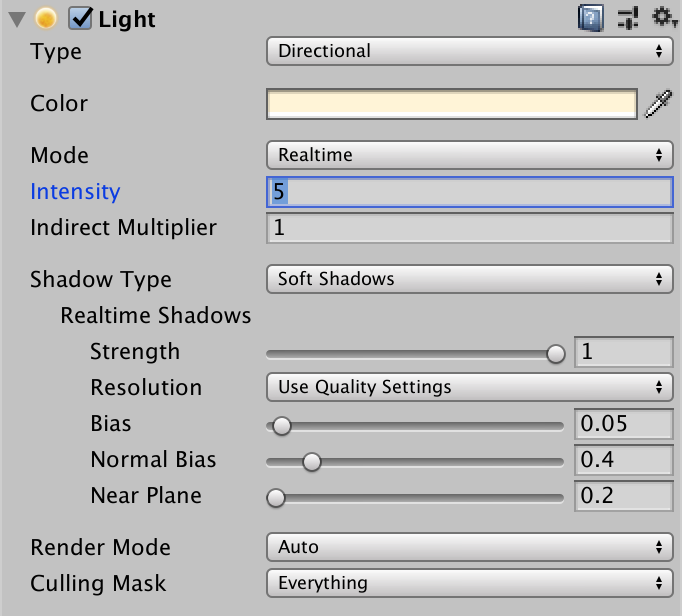 Light
Type Directional
Color
Mode Realtime
Intensity 5
Indirect Multiplier 1
Shadow Type Soft Shadows
Realtime Shadows
Strength 1
Resolution Use Quality Settings
Bias 0.05
Normal Bias 0.4
Near Plane 0.2
Render Mode Auto
Culling Mask Everything